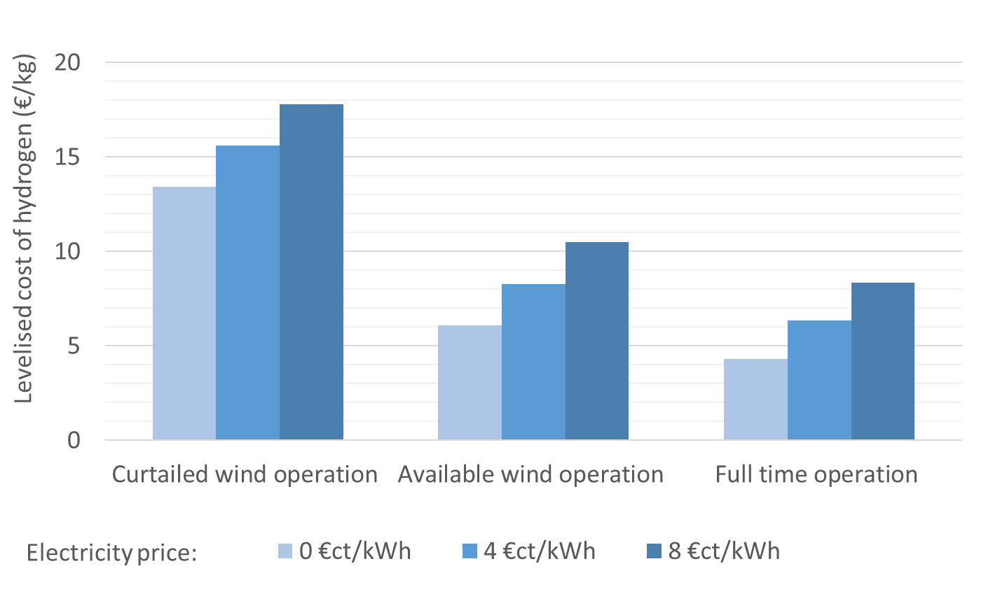 Levelised cost of hydrogen (€/kg)
20
15
10
5
0
Curtailed wind operation
Available wind operation
Full time operation
Electricity price:
0 €ct/kWh
4 €ct/kWh
8 €ct/kWh